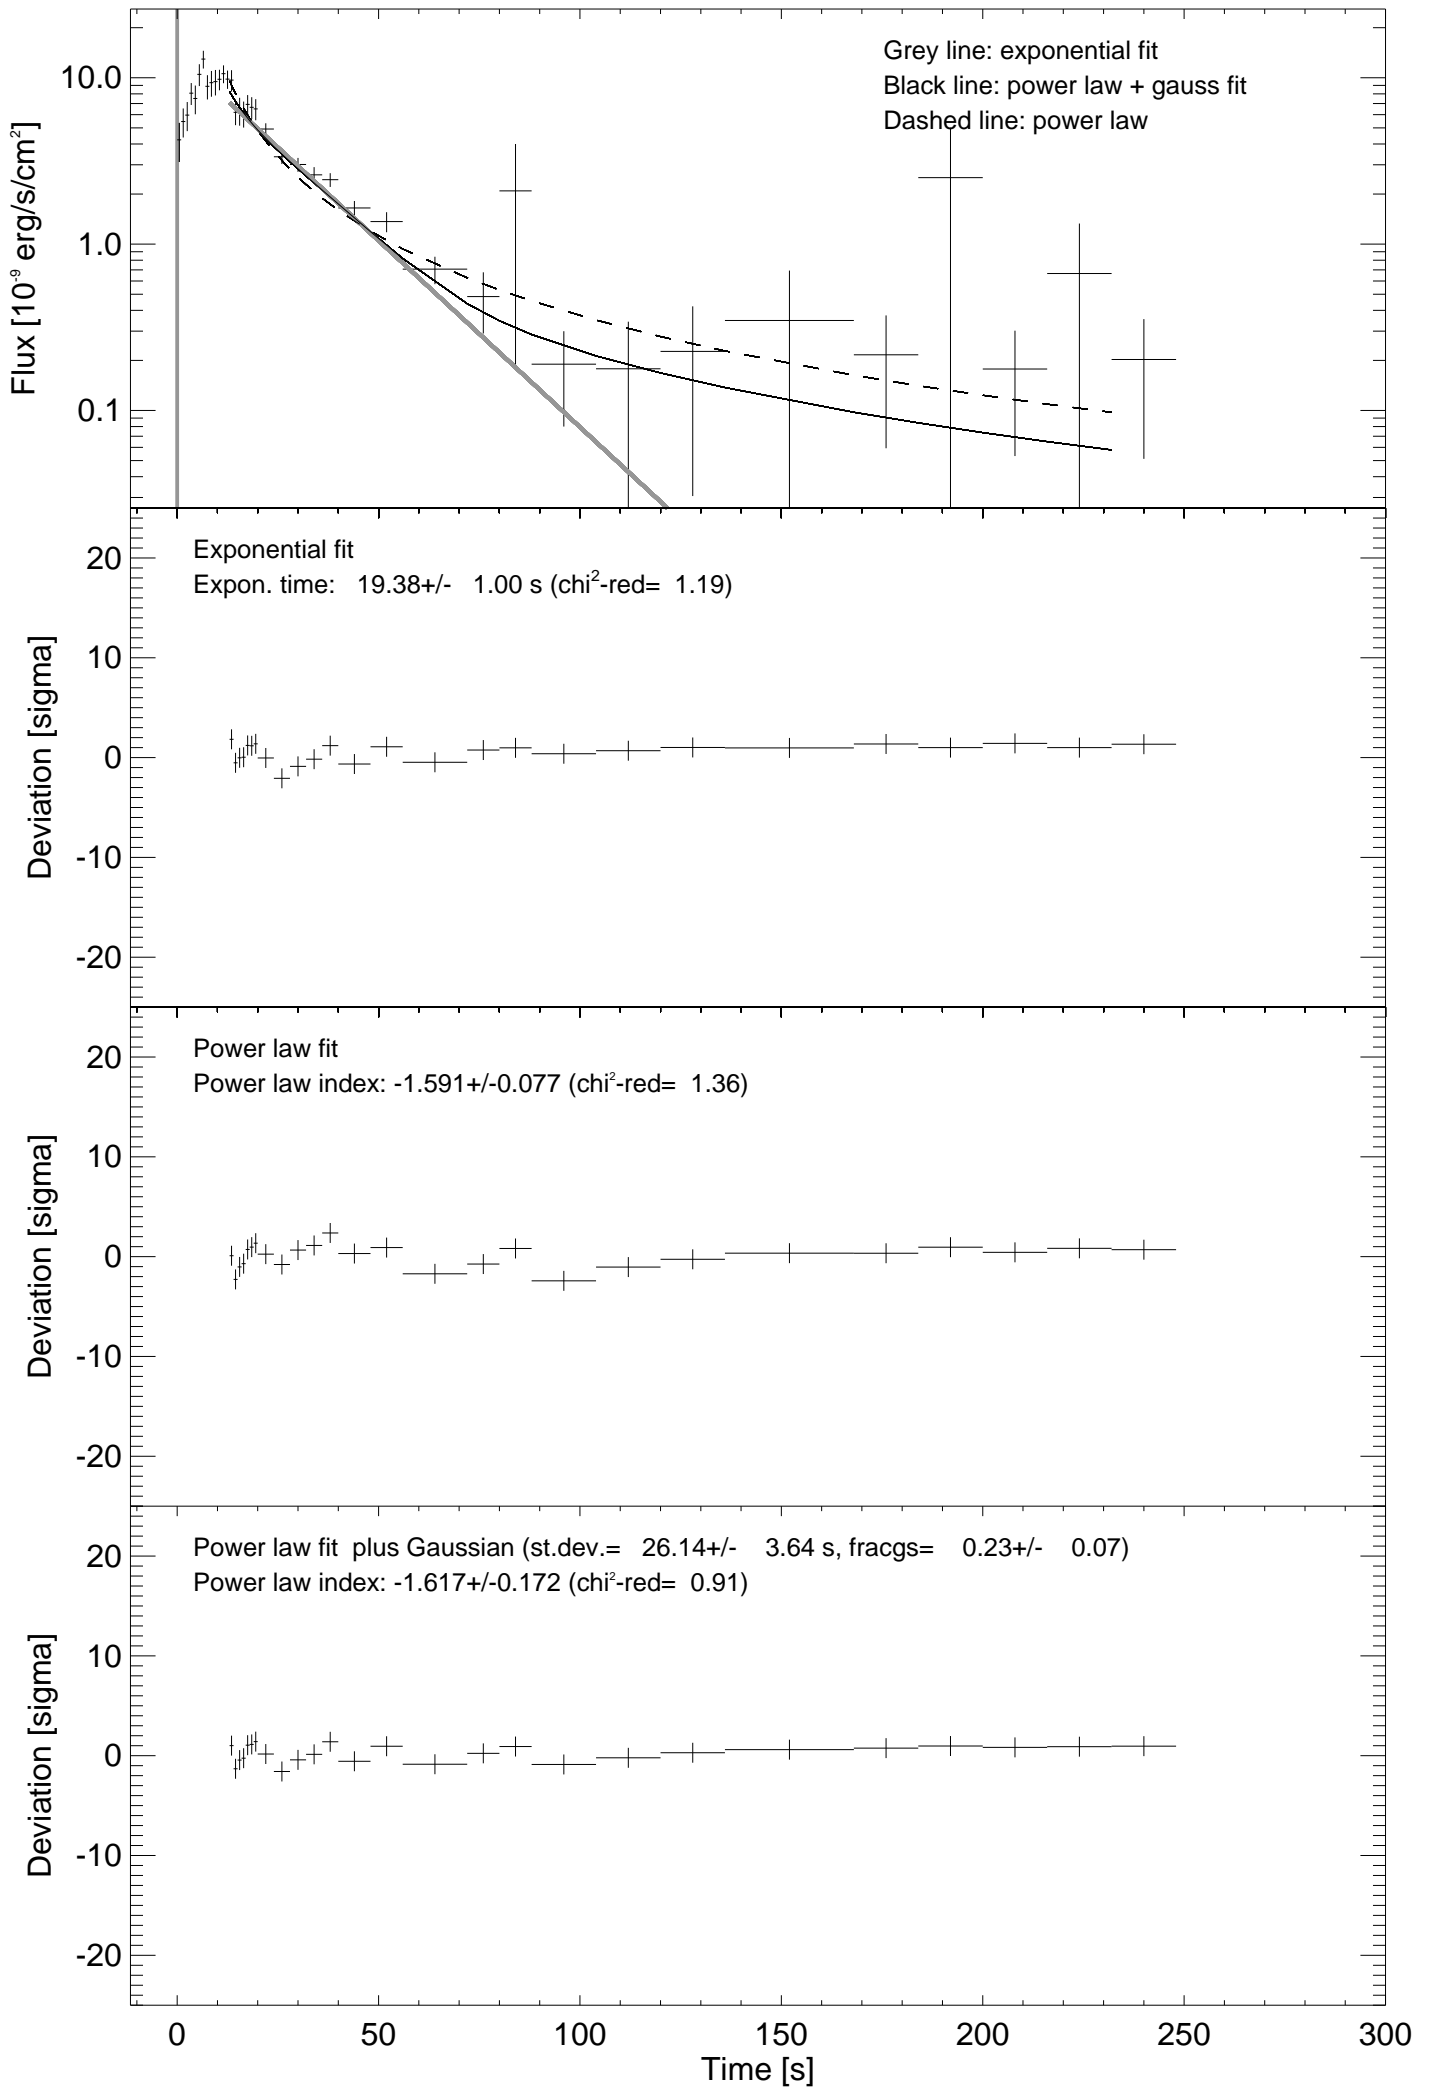 Grey line: exponential fit
Black line: power law + gauss fit
Dashed line: power law
10.0
1.0
0.1
Flux [10⁻⁹ erg/s/cm²]
Exponential fit
Expon. time: 19.38+/- 1.00 s (chi²-red= 1.19)
20
10
0
-10
-20
Deviation [sigma]
Power law fit
Power law index: -1.591+/-0.077 (chi²-red= 1.36)
20
10
0
-10
-20
Deviation [sigma]
Power law fit plus Gaussian (st.dev.= 26.14+/- 3.64 s, fracgs= 0.23+/- 0.07)
Power law index: -1.617+/-0.172 (chi²-red= 0.91)
20
10
0
-10
-20
Deviation [sigma]
0 50 100 150 200 250 300
Time [s]